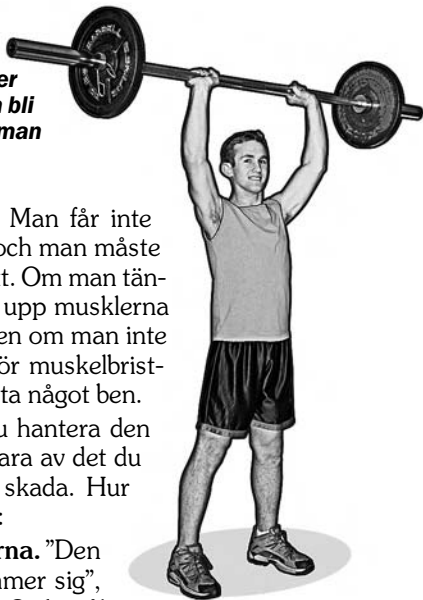 er
bli
man
Man får inte
och man måste
t. Om man tän-
upp musklerna
en om man inte
ör muskelbrist-
ta något ben.
u hantera den
ara av det du
skada. Hur
:
rna. ”Den
mer sig”,